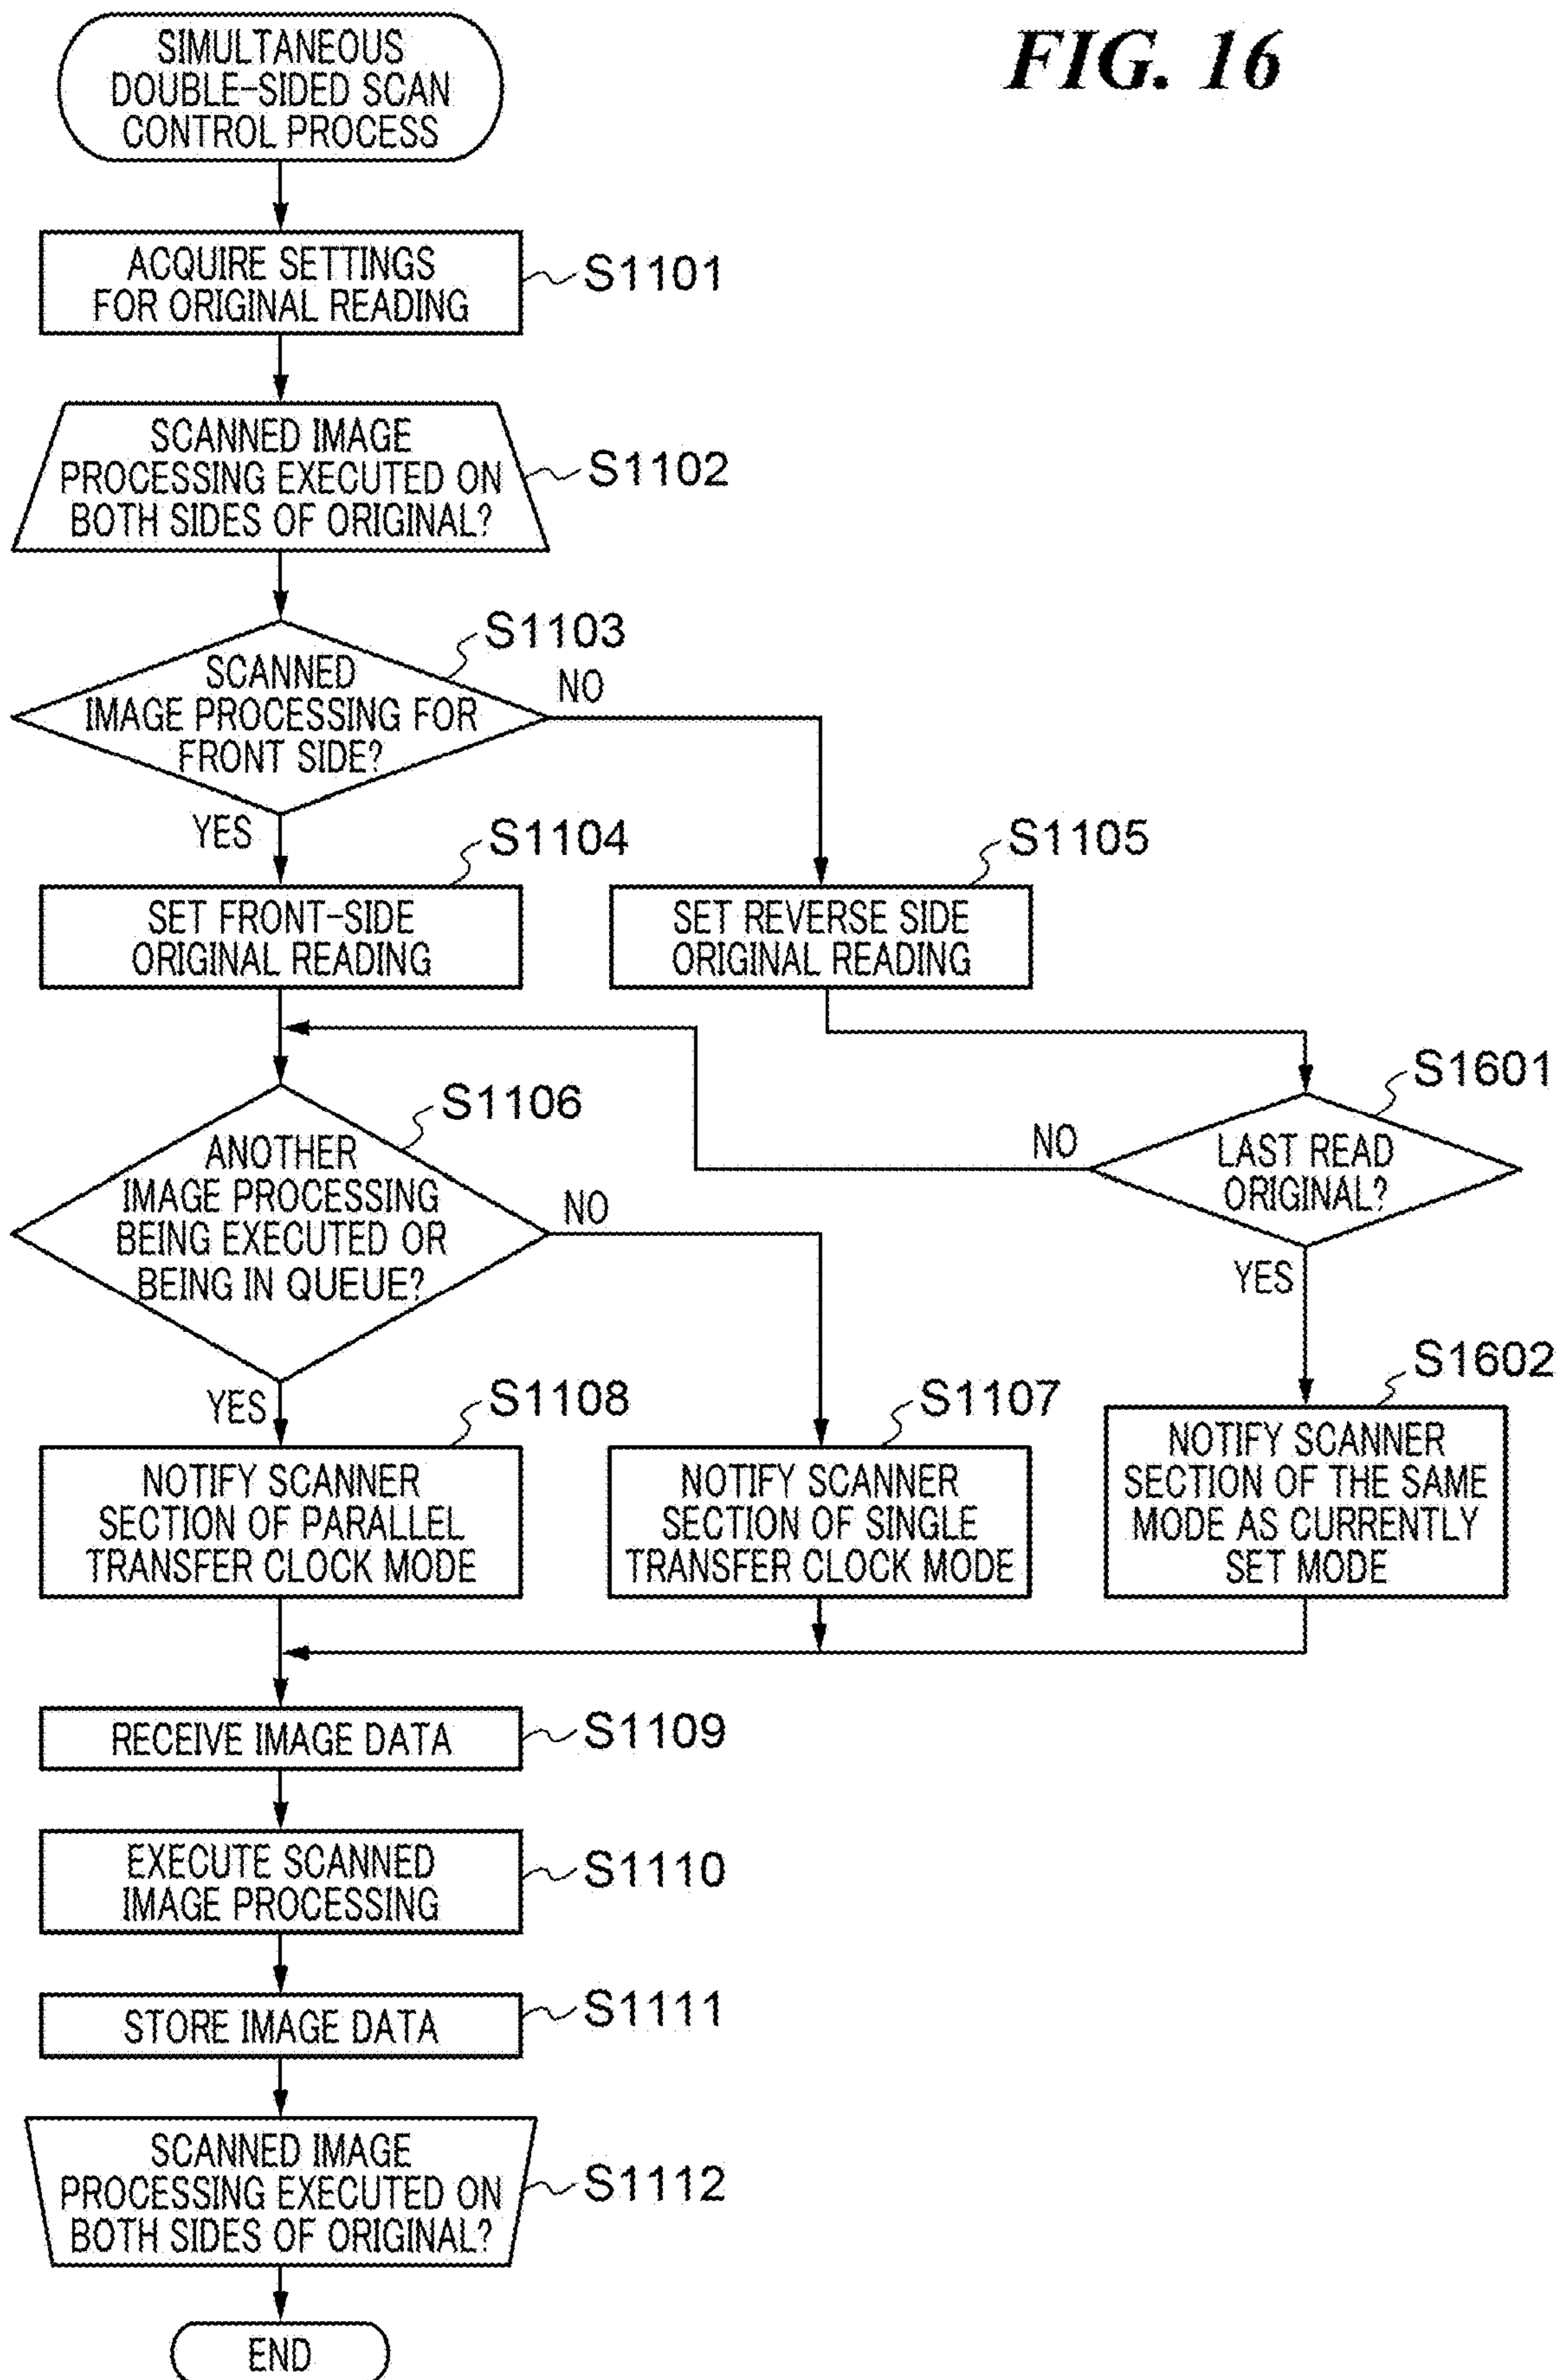 FIG. 16
SIMULTANEOUS
DOUBLE-SIDED SCAN
CONTROL PROCESS
ACQUIRE SETTINGS
FOR ORIGINAL READING
S1101
SCANNED IMAGE
PROCESSING EXECUTED ON
BOTH SIDES OF ORIGINAL?
S1102
S1103
SCANNED
IMAGE PROCESSING FOR
FRONT SIDE?
NO
YES
S1104
SET FRONT-SIDE
ORIGINAL READING
S1105
SET REVERSE SIDE
ORIGINAL READING
S1106
ANOTHER
IMAGE PROCESSING
BEING EXECUTED OR
BEING IN QUEUE?
NO
YES
S1601
LAST READ
ORIGINAL?
NO
YES
S1108
NOTIFY SCANNER
SECTION OF PARALLEL
TRANSFER CLOCK MODE
S1107
NOTIFY SCANNER
SECTION OF SINGLE
TRANSFER CLOCK MODE
S1602
NOTIFY SCANNER
SECTION OF THE SAME
MODE AS CURRENTLY
SET MODE
RECEIVE IMAGE DATA
S1109
EXECUTE SCANNED
IMAGE PROCESSING
S1110
STORE IMAGE DATA
S1111
SCANNED IMAGE
PROCESSING EXECUTED ON
BOTH SIDES OF ORIGINAL?
S1112
END